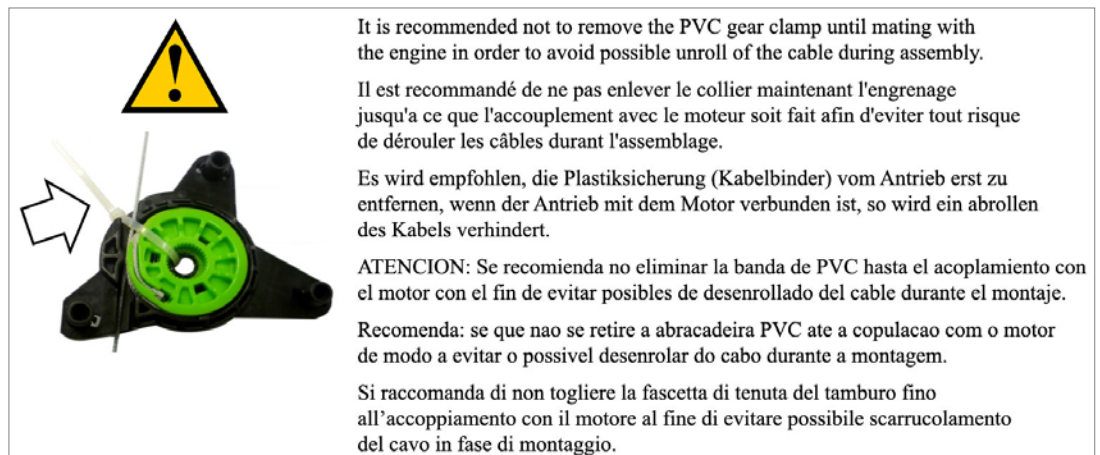 It is recommended not to remove the PVC gear clamp until mating with
the engine in order to avoid possible unroll of the cable during assembly.
Il est recommandé de ne pas enlever le collier maintenant l'engrenage
jusqu'a ce que l'accouplement avec le moteur soit fait afin d'eviter tout risque
de dérouler les câbles durant l'assemblage.
Es wird empfohlen, die Plastiksicherung (Kabelbinder) vom Antrieb erst zu
entfernen, wenn der Antrieb mit dem Motor verbunden ist, so wird ein abrollen
des Kabels verhindert.
ATENCION: Se recomienda no eliminar la banda de PVC hasta el acoplamiento con
el motor con el fin de evitar posibles de desenrollado del cable durante el montaje.
Recomenda: se que nao se retire a abracadeira PVC ate a copulacao com o motor
de modo a evitar o possivel desenrolar do cabo durante a montagem.
Si raccomanda di non togliere la fascetta di tenuta del tamburo fino
all’accoppiamento con il motore al fine di evitare possibile scarrucolamento
del cavo in fase di montaggio.